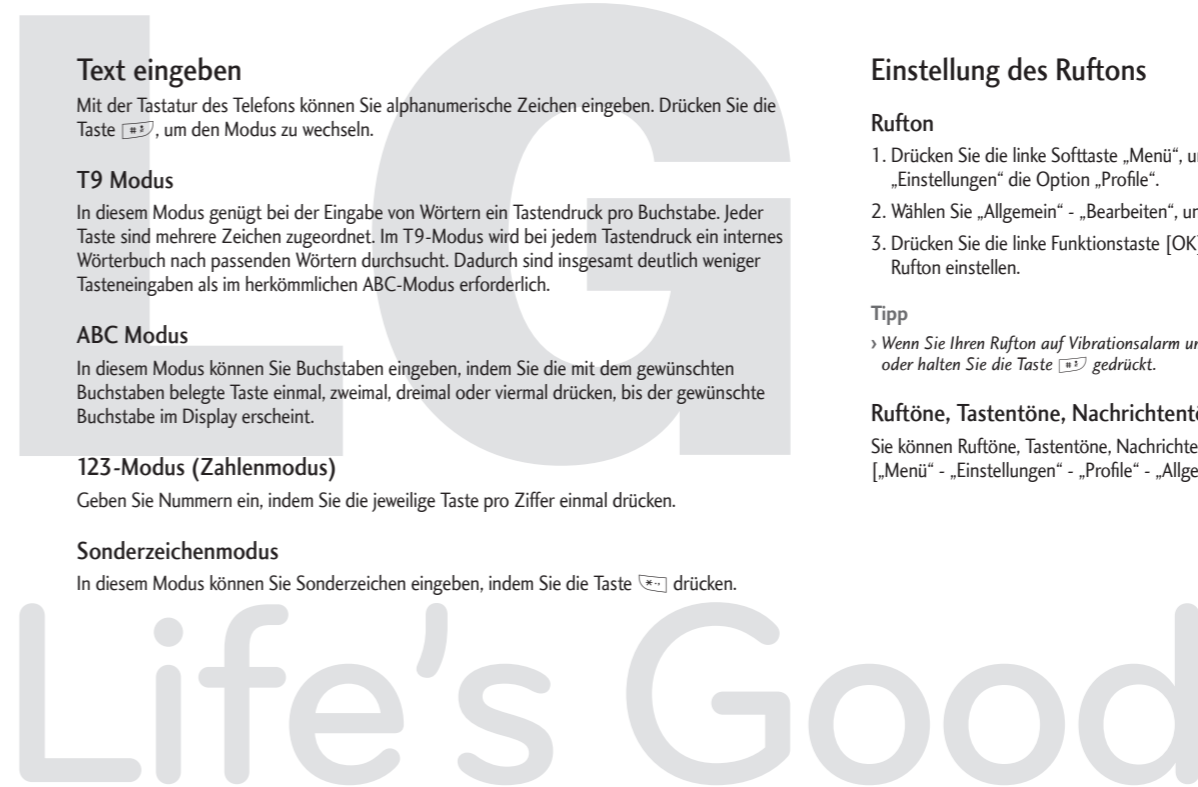 LG
Text eingeben
Mit der Tastatur des Telefons können Sie alphanumerische Zeichen eingeben. Drücken Sie die
Taste #, um den Modus zu wechseln.
T9 Modus
In diesem Modus genügt bei der Eingabe von Wörtern ein Tastendruck pro Buchstabe. Jeder
Taste sind mehrere Zeichen zugeordnet. Im T9-Modus wird bei jedem Tastendruck ein internes
Wörterbuch nach passenden Wörtern durchsucht. Dadurch sind insgesamt deutlich weniger
Tasteneingaben als im herkömmlichen ABC-Modus erforderlich.
ABC Modus
In diesem Modus können Sie Buchstaben eingeben, indem Sie die mit dem gewünschten
Buchstaben belegte Taste einmal, zweimal, dreimal oder viermal drücken, bis der gewünschte
Buchstabe im Display erscheint.
123-Modus (Zahlenmodus)
Geben Sie Nummern ein, indem Sie die jeweilige Taste pro Ziffer einmal drücken.
Sonderzeichenmodus
In diesem Modus können Sie Sonderzeichen eingeben, indem Sie die Taste * drücken.
Einstellung des Ruftons
Rufton
1. Drücken Sie die linke Softtaste „Menü“,
„Einstellungen“ die Option „Profile“.
2. Wählen Sie „Allgemein“ - „Bearbeiten“,
3. Drücken Sie die linke Funktionstaste [OK]
Rufton einstellen.
Tipp
› Wenn Sie Ihren Rufton auf Vibrationsalarm
oder halten Sie die Taste # gedrückt.
Ruftöne, Tastentöne,
Sie können Ruftöne, Tastentöne,
[„Menü“ - „Einstellungen“ - „Profile“ -
Life's Good